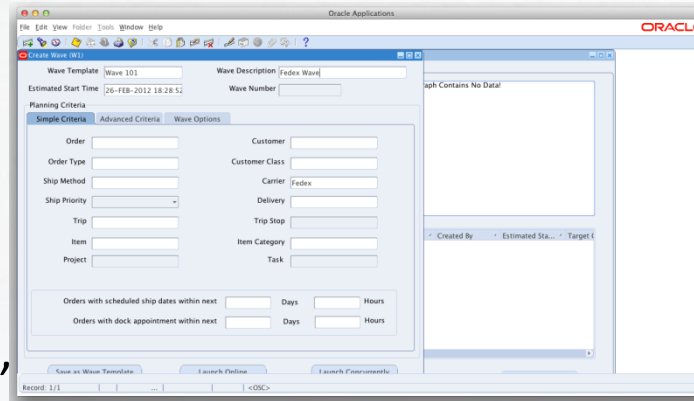 Oracle Applications
File Edit View Folder Tools Window Help
ORACLE
Create Wave (W1)
Wave Template Wave 101 Wave Description Fedex Wave
Estimated Start Time 26-FEB-2012 18:28:52 Wave Number
aph Contains No Data!
Planning Criteria
Simple Criteria Advanced Criteria Wave Options
Order Customer
Order Type Customer Class
Ship Method Carrier Fedex
Ship Priority Delivery
Trip Trip Stop
Created By Estimated Sta... Target
Item Item Category
Project Task
Orders with scheduled ship dates within next Days Hours
Orders with dock appointment within next Days Hours
,
Save as Wave Template Launch Online Launch Concurrently
Record: 1/1 ... <OSC>